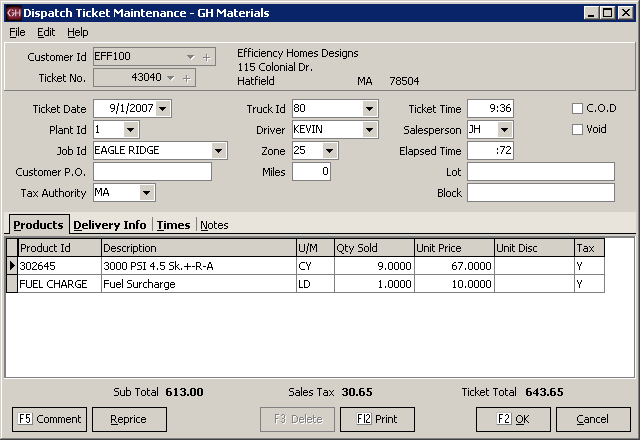 GH Dispatch Ticket Maintenance - GH Materials
File Edit Help
Customer Id EFF100 Efficiency Homes Designs
115 Colonial Dr.
Ticket No. 43040 Hatfield MA 78504
Ticket Date 9/1/2007 Truck Id 80 Ticket Time 9:36 C.O.D
Plant Id 1 Driver KEVIN Salesperson JH Void
Job Id EAGLE RIDGE Zone 25 Elapsed Time :72
Customer P.O. Miles 0 Lot
Tax Authority MA Block
Products Delivery Info Times Notes
Product Id Description U/M Qty Sold Unit Price Unit Disc Tax
302645 3000 PSI 4.5 Sk.+-R-A CY 9.0000 67.0000 Y
FUEL CHARGE Fuel Surcharge LD 1.0000 10.0000 Y
Sub Total 613.00 Sales Tax 30.65 Ticket Total 643.65
F5 Comment Reprice F3 Delete F12 Print F2 OK Cancel